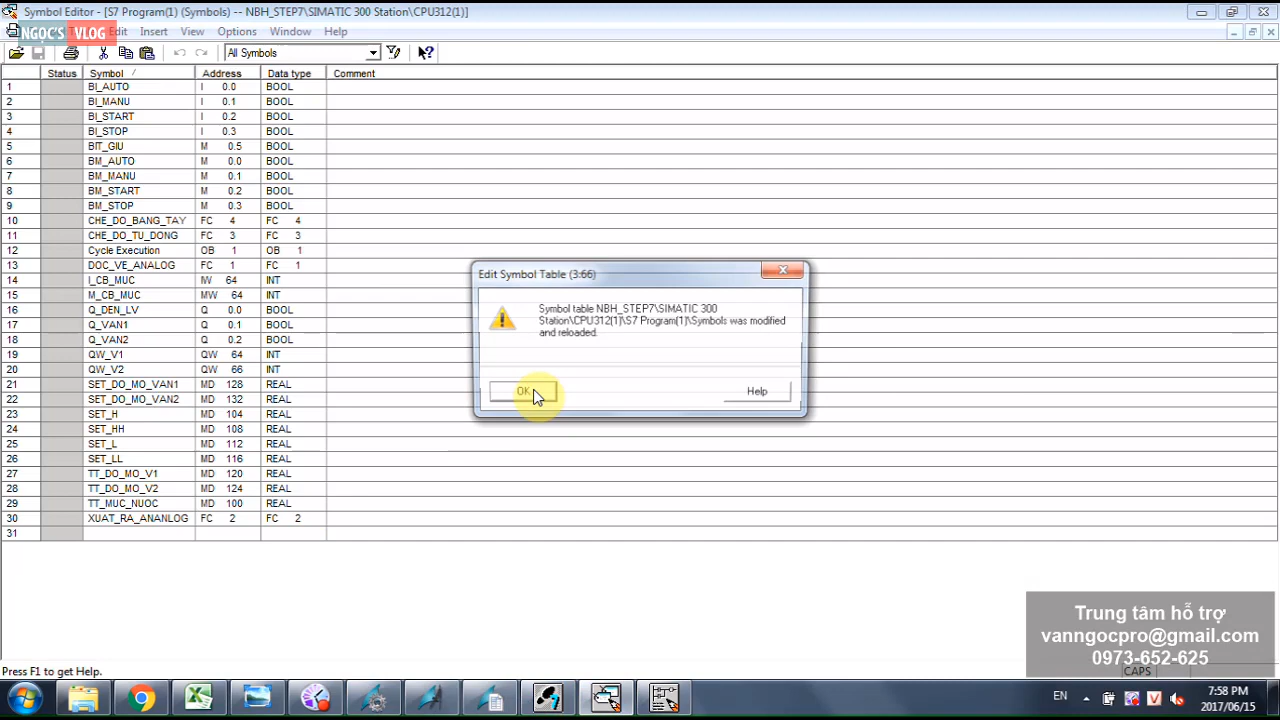 Symbol Editor - [S7 Program(1) (Symbols) -- NBH_STEP7\SIMATIC 300 Station\CPU312(1)]
NGỌC'S VLOG Edit Insert View Options Window Help
All Symbols
Status Symbol / Address Data type Comment
1 BI_AUTO I 0.0 BOOL
2 BI_MANU I 0.1 BOOL
3 BI_START I 0.2 BOOL
4 BI_STOP I 0.3 BOOL
5 BIT_GIU M 0.5 BOOL
6 BM_AUTO M 0.0 BOOL
7 BM_MANU M 0.1 BOOL
8 BM_START M 0.2 BOOL
9 BM_STOP M 0.3 BOOL
10 CHE_DO_BANG_TAY FC 4 FC 4
11 CHE_DO_TU_DONG FC 3 FC 3
12 Cycle Execution OB 1 OB 1
13 DOC_VE_ANALOG FC 1 FC 1
14 I_CB_MUC IW 64 INT
15 M_CB_MUC MW 64 INT
16 Q_DEN_LV Q 0.0 BOOL
17 Q_VAN1 Q 0.1 BOOL
18 Q_VAN2 Q 0.2 BOOL
19 QW_V1 QW 64 INT
20 QW_V2 QW 66 INT
21 SET_DO_MO_VAN1 MD 128 REAL
22 SET_DO_MO_VAN2 MD 132 REAL
23 SET_H MD 104 REAL
24 SET_HH MD 108 REAL
25 SET_L MD 112 REAL
26 SET_LL MD 116 REAL
27 TT_DO_MO_V1 MD 120 REAL
28 TT_DO_MO_V2 MD 124 REAL
29 TT_MUC_NUOC MD 100 REAL
30 XUAT_RA_ANANLOG FC 2 FC 2
31
Edit Symbol Table (3:66)
Symbol table NBH_STEP7\SIMATIC 300
Station\CPU312(1)\S7 Program(1)\Symbols was modified
and reloaded.
OK Help
Trung tâm hỗ trợ
vanngocpro@gmail.com
0973-652-625
Press F1 to get Help. CAPS
EN V 7:58 PM
2017/06/15